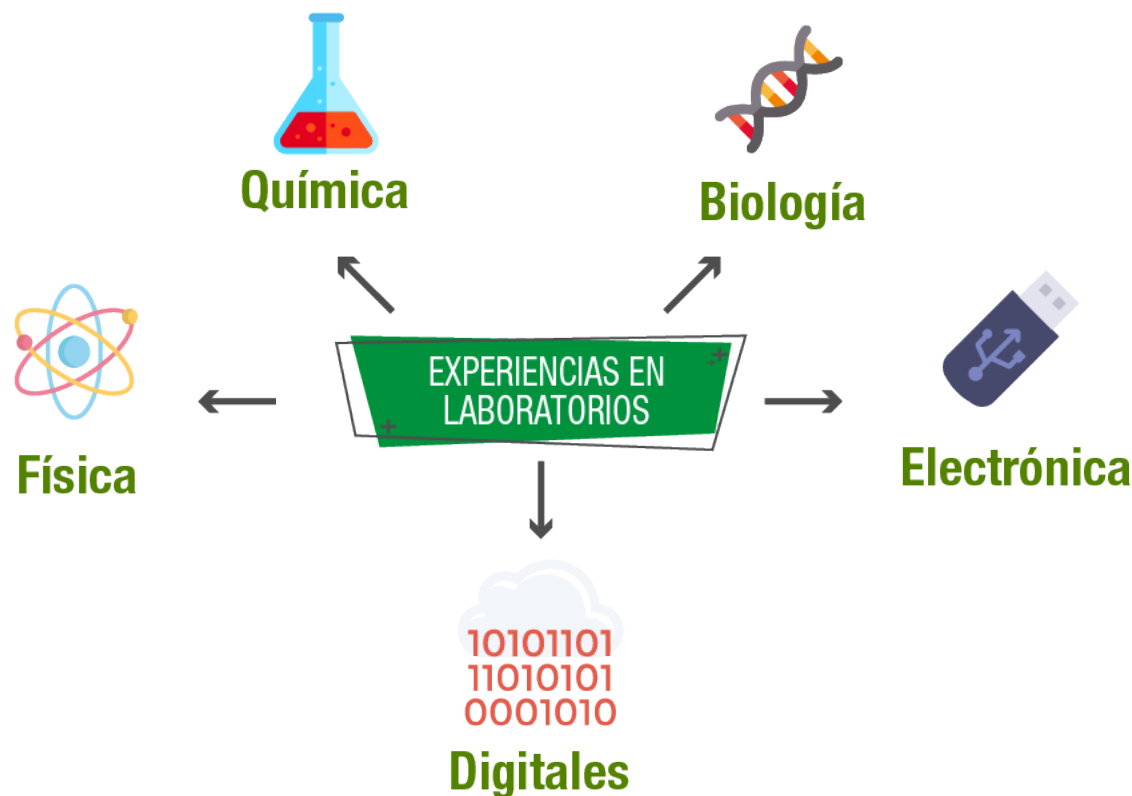 Química
Biología
EXPERIENCIAS EN
LABORATORIOS
Física
Electrónica
10101101
11010101
0001010
Digitales